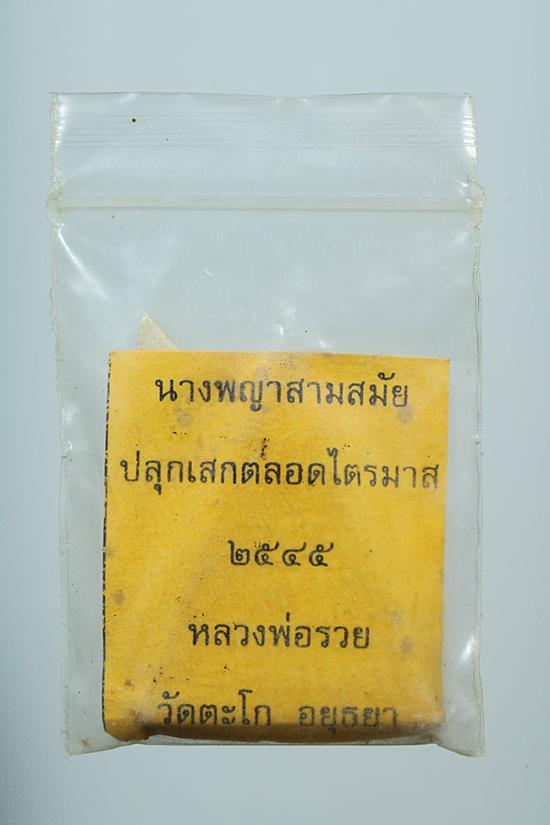 นางพญาสามสมัย
ปลุกเสกตลอดไตรมาส
๒๕๔๕
หลวงพ่อรวย
วัดตะโก อยุธยา